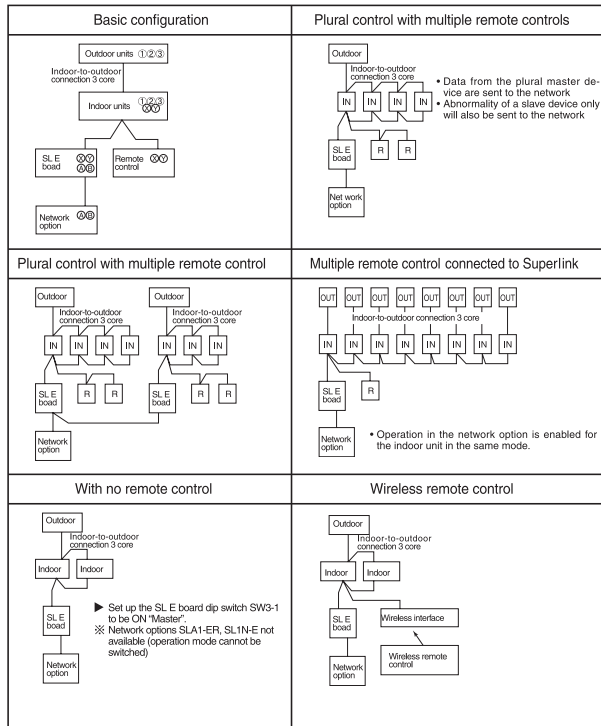 Basic configuration
Outdoor units ①②③
Indoor-to-outdoor
connection 3 core
Indoor units ①②③
ⓍⓎ
SL E ⓍⓎ
boad ⒶⒷ
Remote ⓍⓎ
control
Network ⒶⒷ
option
Plural control with multiple remote controls
Outdoor
Indoor-to-outdoor
connection 3 core
IN IN IN IN
SL E
boad
R R
Net work
option
• Data from the plural master de-
vice are sent to the network
• Abnormality of a slave device only
will also be sent to the network
Plural control with multiple remote control
Outdoor Outdoor
Indoor-to-outdoor Indoor-to-outdoor
connection 3 core connection 3 core
IN IN IN IN IN IN IN IN
SL E SL E
boad boad
R R R R
Network
option
Multiple remote control connected to Superlink
OUT OUT OUT OUT OUT OUT OUT OUT
Indoor-to-outdoor connection 3 core
IN IN IN IN IN IN IN IN
SL E
boad
R
Network
option
• Operation in the network option is enabled for
the indoor unit in the same mode.
With no remote control
Outdoor
Indoor-to-outdoor
connection 3 core
Indoor Indoor
SL E
boad
Network
option
▶ Set up the SL E board dip switch SW3-1
to be ON "Master".
※ Network options SLA1-ER, SL1N-E not
available (operation mode cannot be
switched)
Wireless remote control
Outdoor
Indoor-to-outdoor
connection 3 core
Indoor Indoor
SL E
boad
Wireless interface
Wireless remote
control
Network
option